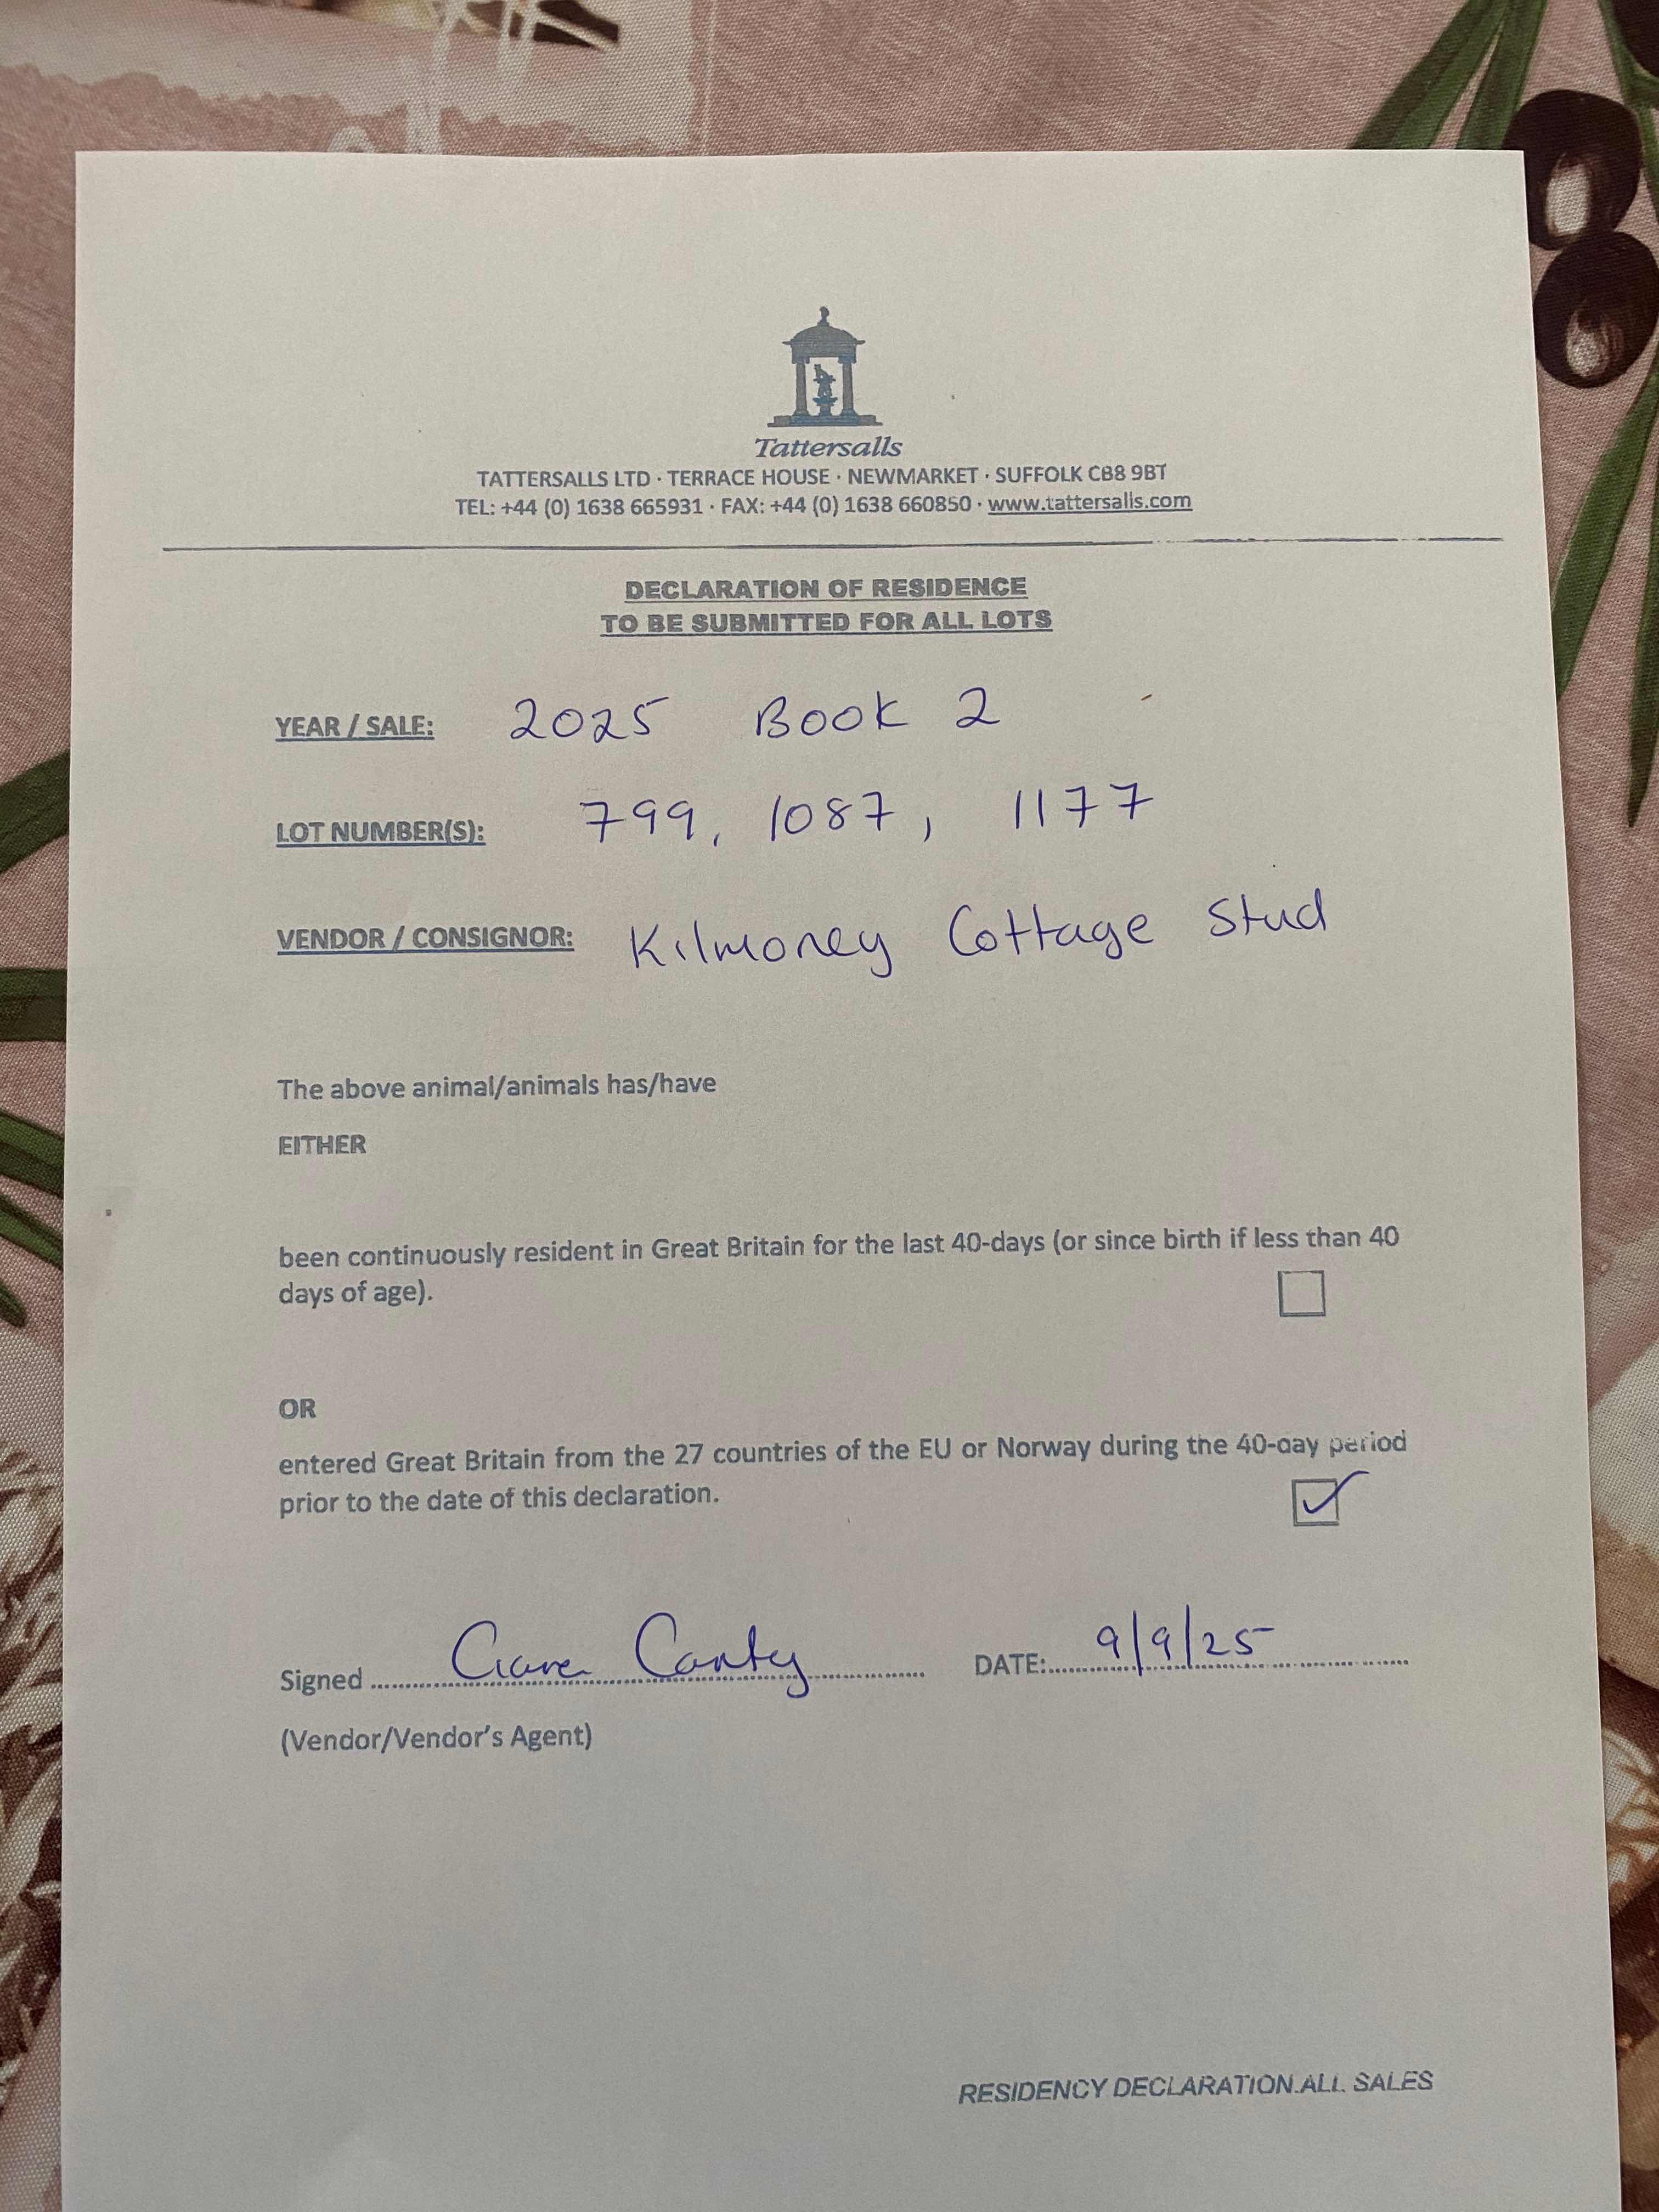 Tattersalls
TATTERSALLS LTD · TERRACE HOUSE · NEWMARKET · SUFFOLK CB8 9BT
TEL: +44 (0) 1638 665931 · FAX: +44 (0) 1638 660850 · www.tattersalls.com
DECLARATION OF RESIDENCE
TO BE SUBMITTED FOR ALL LOTS
YEAR / SALE: 2025 Book 2
LOT NUMBER(S): 799, 1087, 1177
VENDOR / CONSIGNOR: Kilmoney Cottage Stud
The above animal/animals has/have
EITHER
been continuously resident in Great Britain for the last 40-days (or since birth if less than 40
days of age).
OR
entered Great Britain from the 27 countries of the EU or Norway during the 40-day period
prior to the date of this declaration.
Signed Canty DATE: 9/9/25
(Vendor/Vendor's Agent)
RESIDENCY DECLARATION.ALL SALES